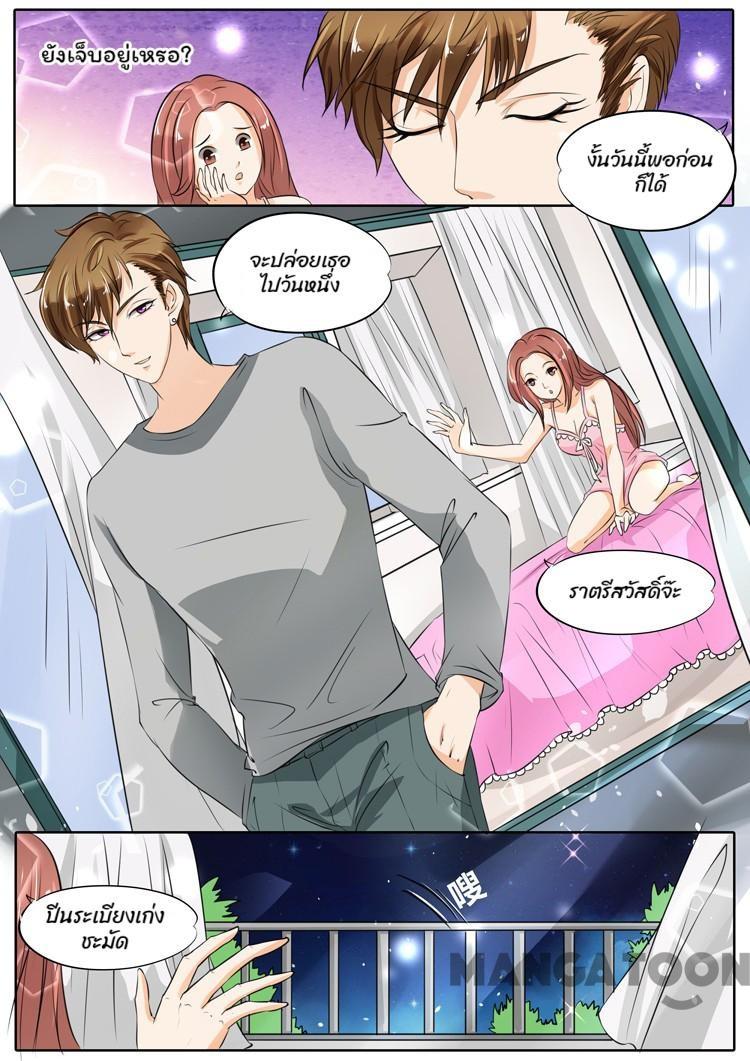 ยังเจ็บอยู่เหรอ?
งั้นวันนี้พอก่อน
ก็ได้
จะปล่อยเธอ
ไปวันหนึ่ง
ราตรีสวัสดิ์จ๊ะ
嗖
ปีนระเบียงเก่ง
ชะมัด
MANGATOON